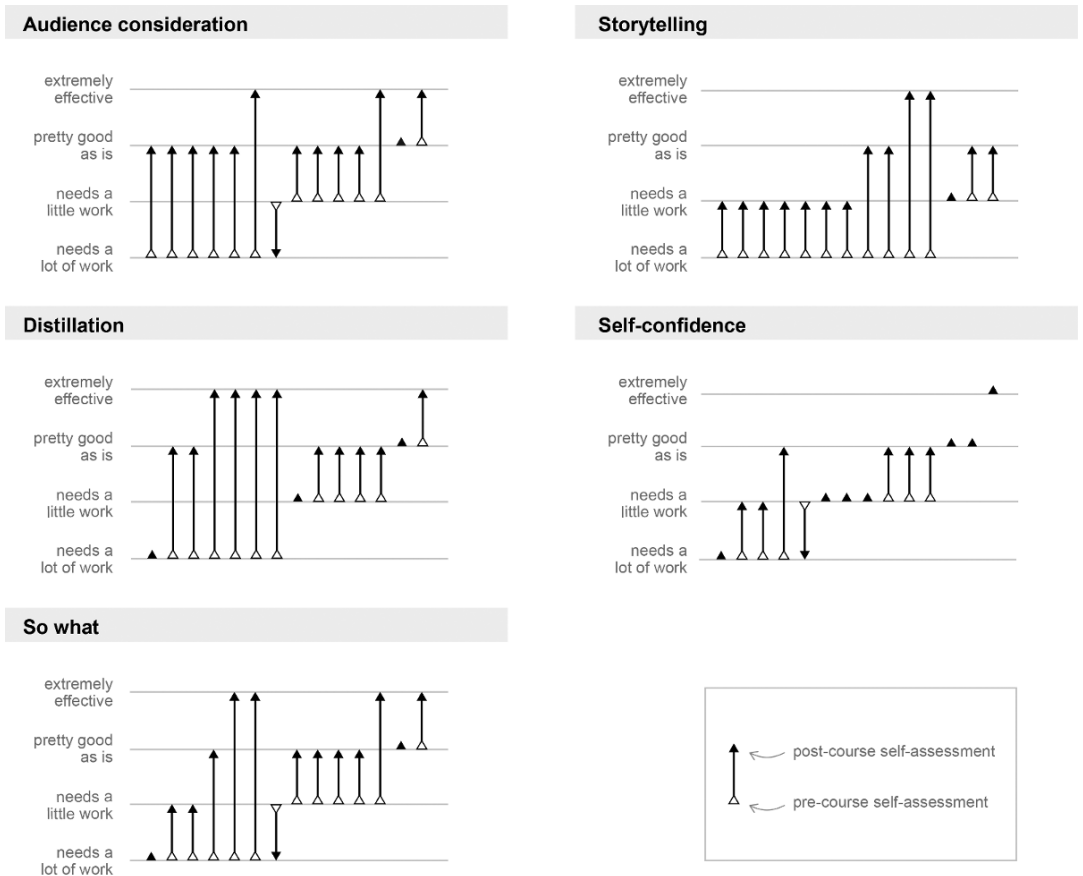 Audience consideration
extremely
effective
pretty good
as is
needs a
little work
needs a
lot of work
Storytelling
extremely
effective
pretty good
as is
needs a
little work
needs a
lot of work
Distillation
extremely
effective
pretty good
as is
needs a
little work
needs a
lot of work
Self-confidence
extremely
effective
pretty good
as is
needs a
little work
needs a
lot of work
So what
extremely
effective
pretty good
as is
needs a
little work
needs a
lot of work
post-course self-assessment
pre-course self-assessment